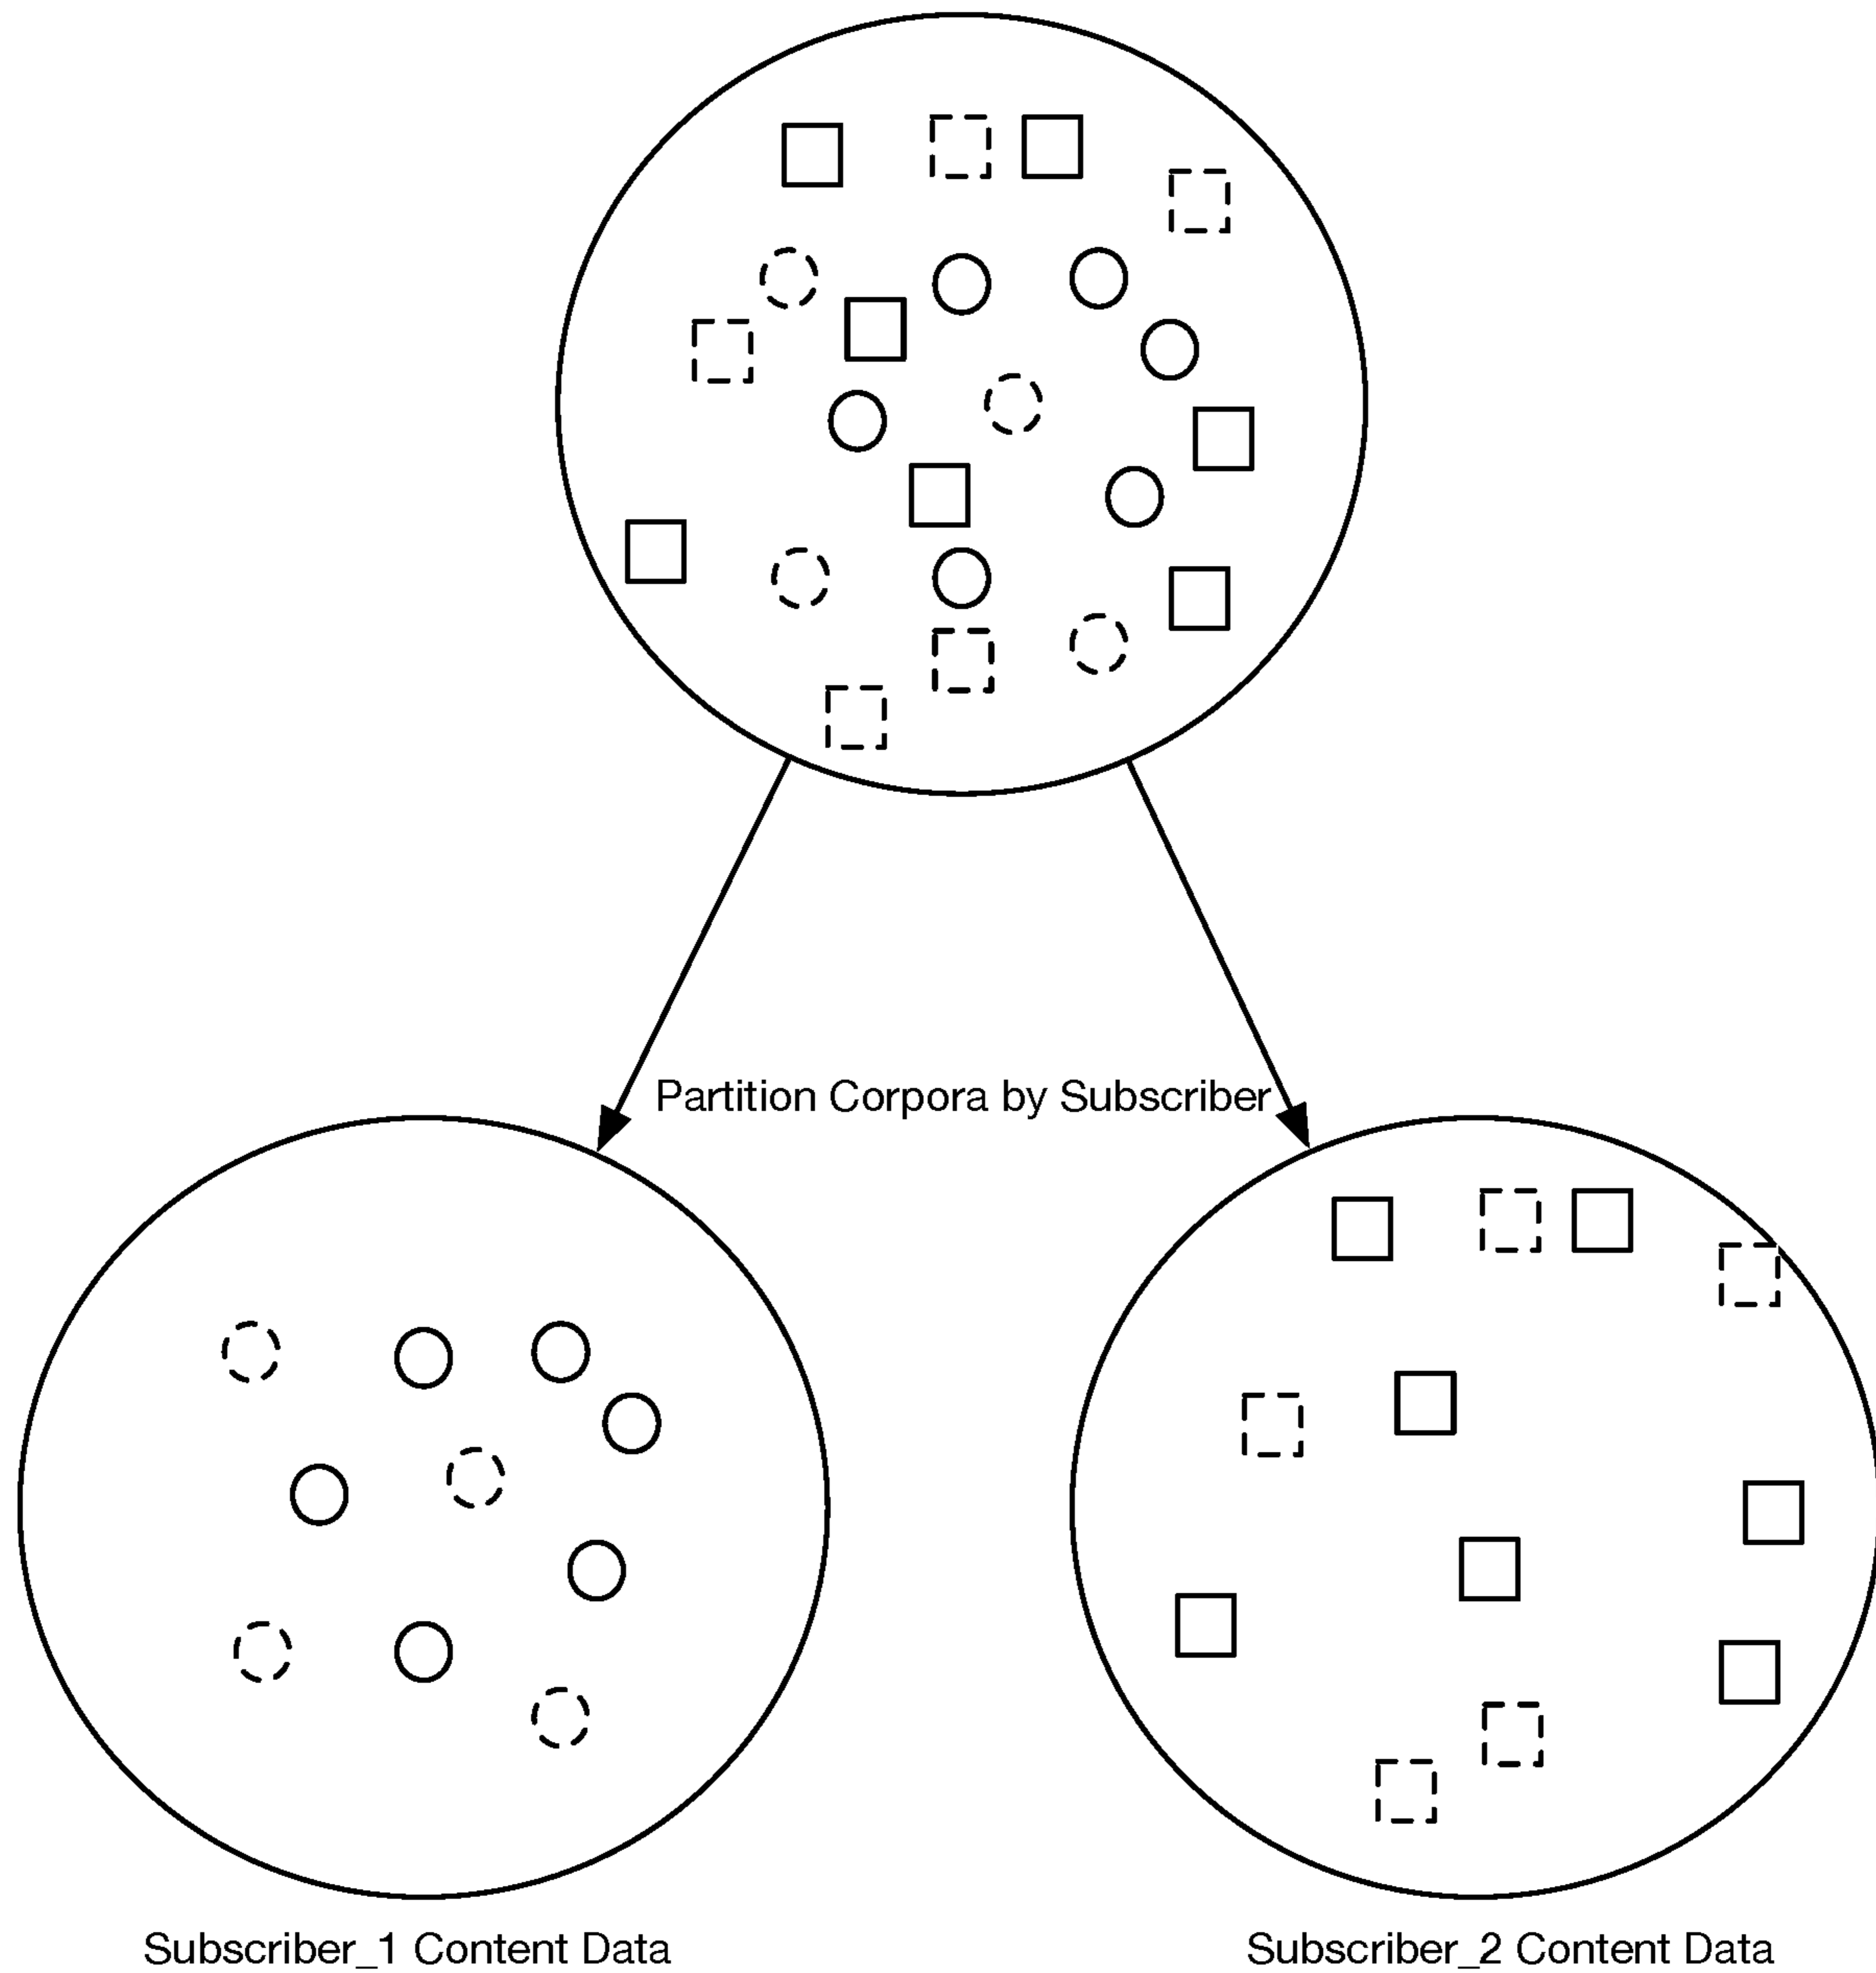 Partition Corpora by Subscriber
Subscriber_1 Content Data
Subscriber_2 Content Data